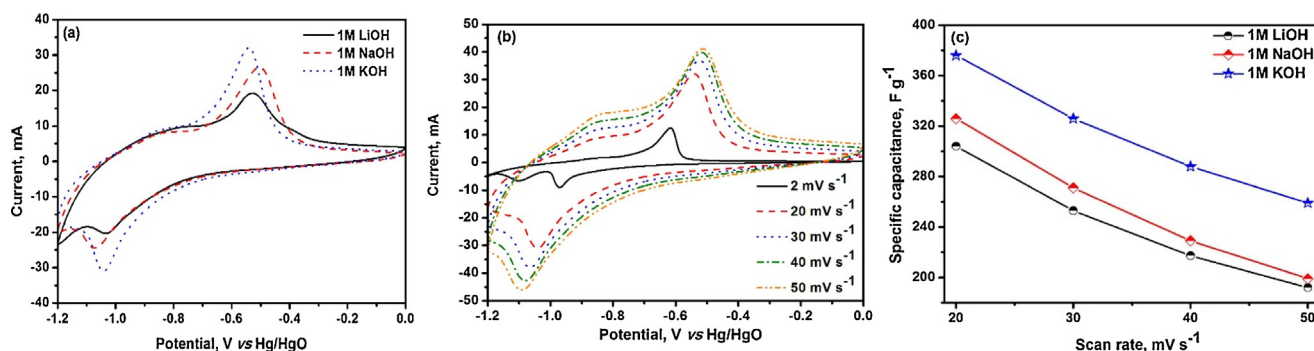 (a)
1M LiOH
1M NaOH
1M KOH
Current, mA
40
30
20
10
0
-10
-20
-30
-40
-1.2
-1.0
-0.8
-0.6
-0.4
-0.2
0.0
Potential, V vs Hg/HgO
(b)
2 mV s-1
20 mV s-1
30 mV s-1
40 mV s-1
50 mV s-1
Current, mA
50
40
30
20
10
0
-10
-20
-30
-40
-50
-1.2
-1.0
-0.8
-0.6
-0.4
-0.2
0.0
Potential, V vs Hg/HgO
(c)
1M LiOH
1M NaOH
1M KOH
Specific capacitance, F g-1
400
360
320
280
240
200
20
30
40
50
Scan rate, mV s-1